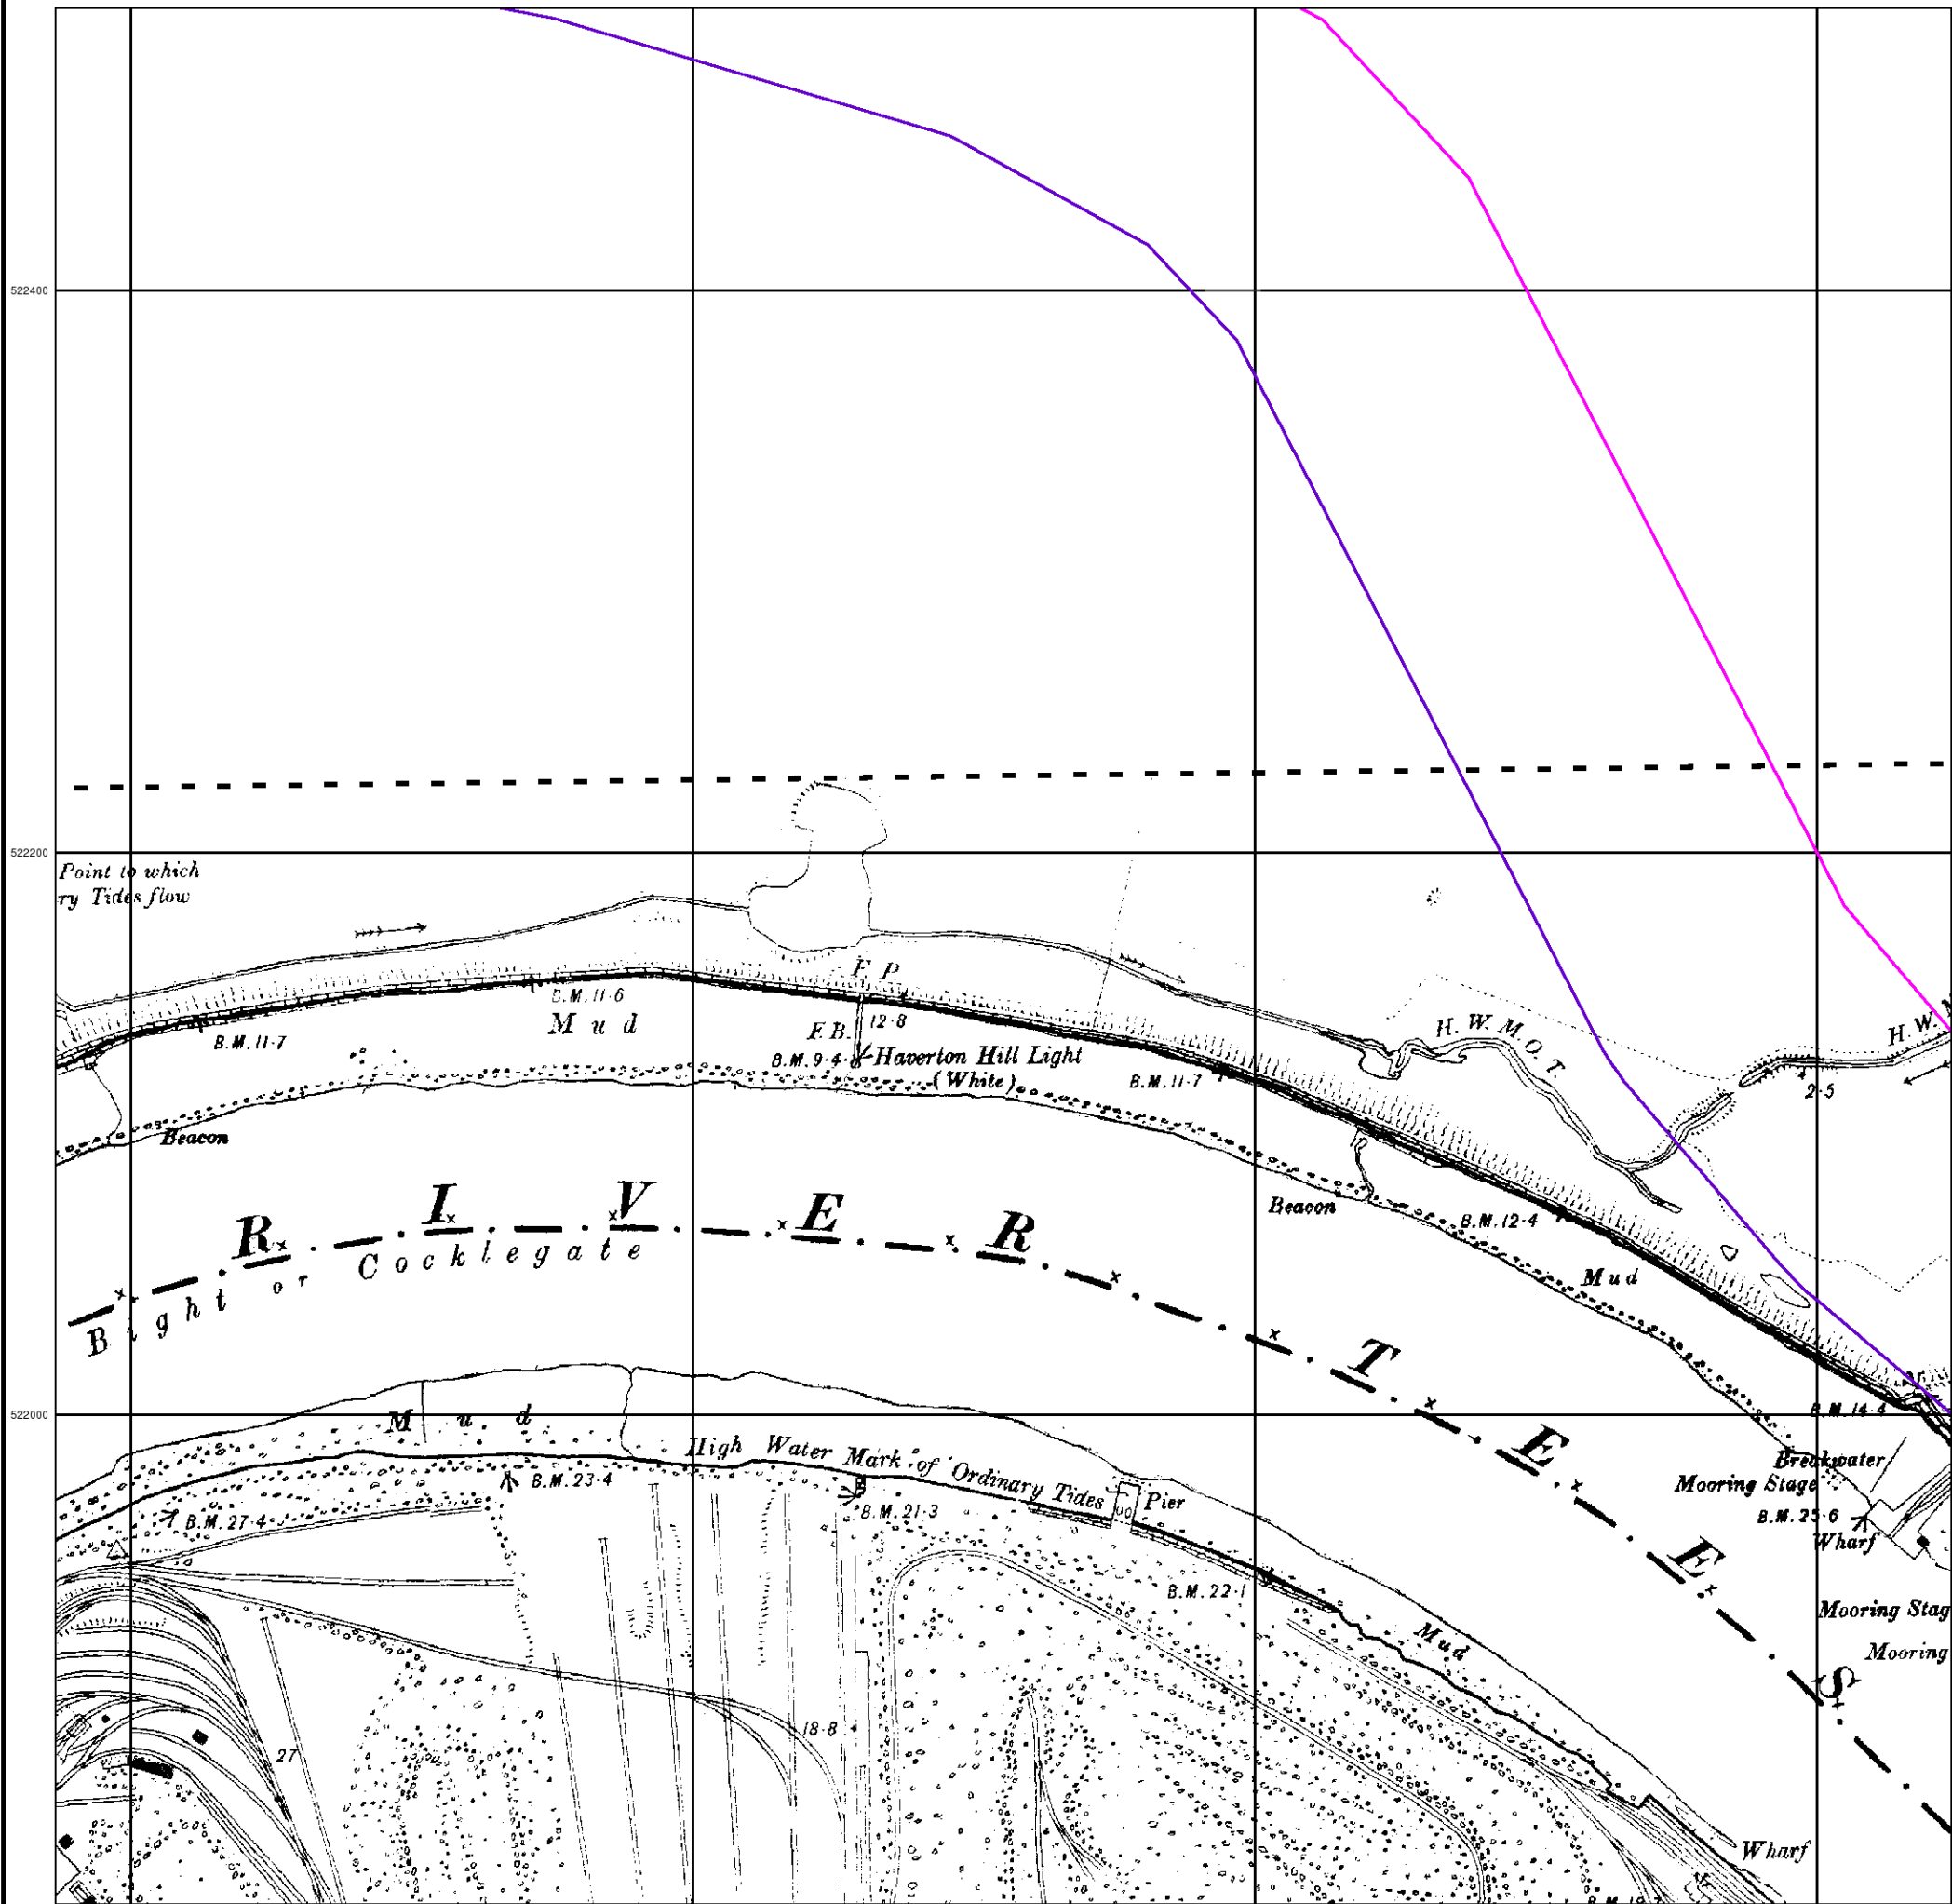 522400
522200
Point to which
ry Tides flow
F. P.
B.M. 11·6
Mud
B.M. 11·7
F.B.
12·8
B.M. 9·4
Haverton Hill Light
(White)
B.M. 11·7
H. W. M. O. T.
H. W.
2·5
Beacon
Beacon
B.M. 12·4
Mud
RIVER TEES
Bight or Cocklegate
522000
Mud
High Water Mark of Ordinary Tides
B.M. 14·4
Breakwater
Mooring Stage
B.M. 25·6
Wharf
B.M. 23·4
B.M. 27·4
B.M. 21·3
Pier
B.M. 22·1
Mooring Stag
Mud
Mooring
18·8
27
Wharf